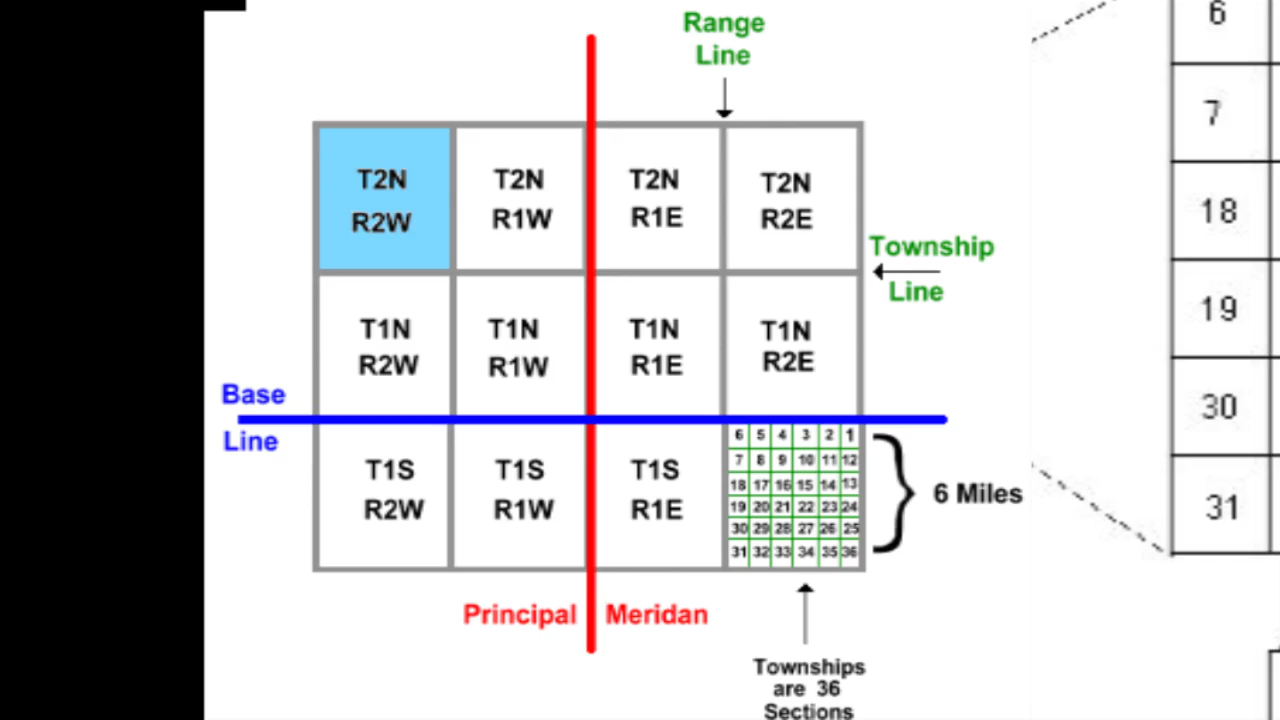 Range
Line
T2N
R2W
T2N
R1W
T2N
R1E
T2N
R2E
Township
Line
T1N
R2W
T1N
R1W
T1N
R1E
T1N
R2E
Base
Line
T1S
R2W
T1S
R1W
T1S
R1E
6 5 4 3 2 1
7 8 9 10 11 12
18 17 16 15 14 13
19 20 21 22 23 24
30 29 28 27 26 25
31 32 33 34 35 36
6 Miles
Principal Meridan
Townships
are 36
Sections
6
7
18
19
30
31